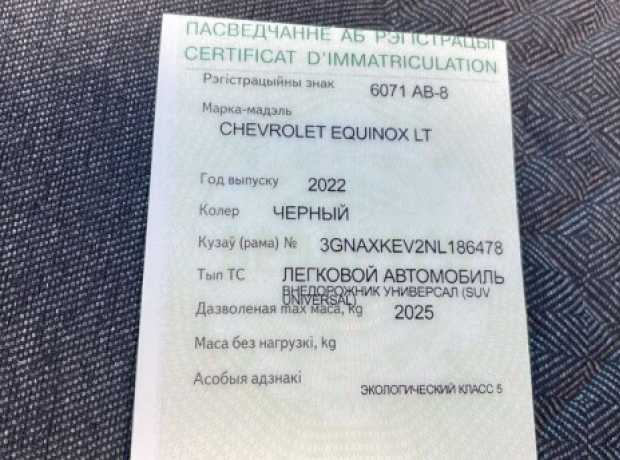 ПАСВЕДЧАННЕ АБ РЭГІСТРАЦЫІ
CERTIFICAT D'IMMATRICULATION
Рэгістрацыйны знак 6071 AB-8
Марка-мадэль
CHEVROLET EQUINOX LT
Год выпуску 2022
Колер ЧЕРНЫЙ
Кузаў (рама) № 3GNAXKEV2NL186478
Тып ТС ЛЕГКОВОЙ АВТОМОБИЛЬ
ВНЕДОРОЖНИК УНИВЕРСАЛ (SUV
UNIVERSAL)
Дазволеная max маса, kg 2025
Маса без нагрузкі, kg
Асобыя адзнакі
ЭКОЛОГИЧЕСКИЙ КЛАСС 5